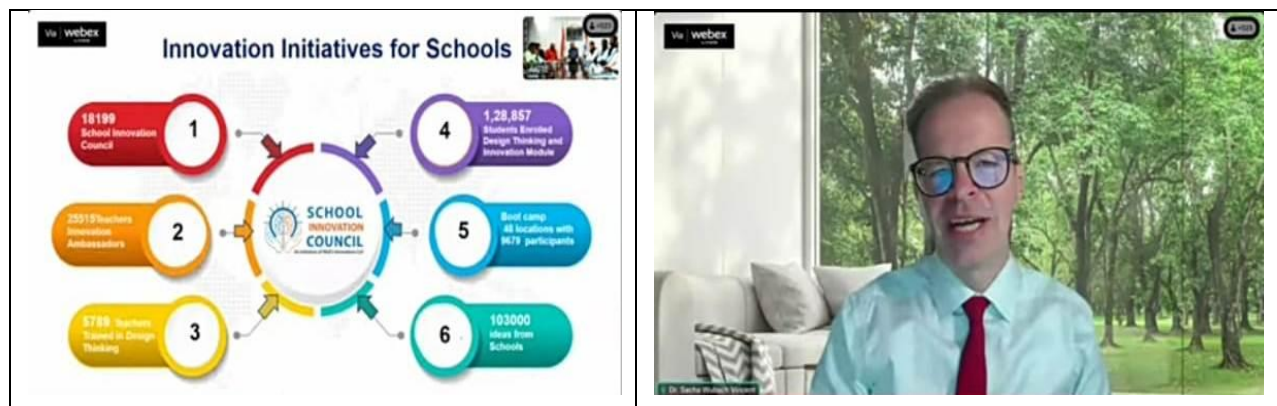 Via webex
Innovation Initiatives for Schools
18199
School Innovation
Council
1
25515Teachers
Innovation
Ambassadors
2
5789 Teachers
Trained in Design
Thinking
3
SCHOOL
INNOVATION
COUNCIL
4
1,28,857
Students Enrolled
Design Thinking and
Innovation Module
5
Boot camp
48 locations with
9679 participants
6
103000
ideas from
Schools
Via webex